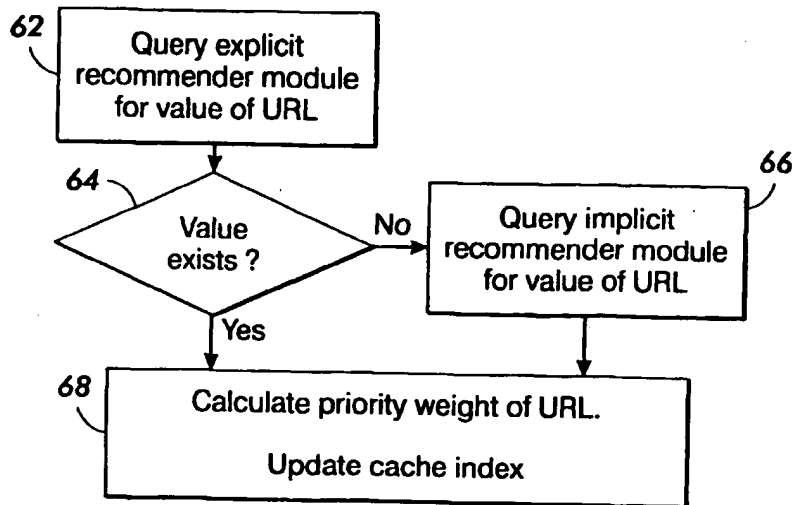 62
Query explicit
recommender module
for value of URL
64
Value
exists ?
No
66
Query implicit
recommender module
for value of URL
Yes
68
Calculate priority weight of URL.
Update cache index